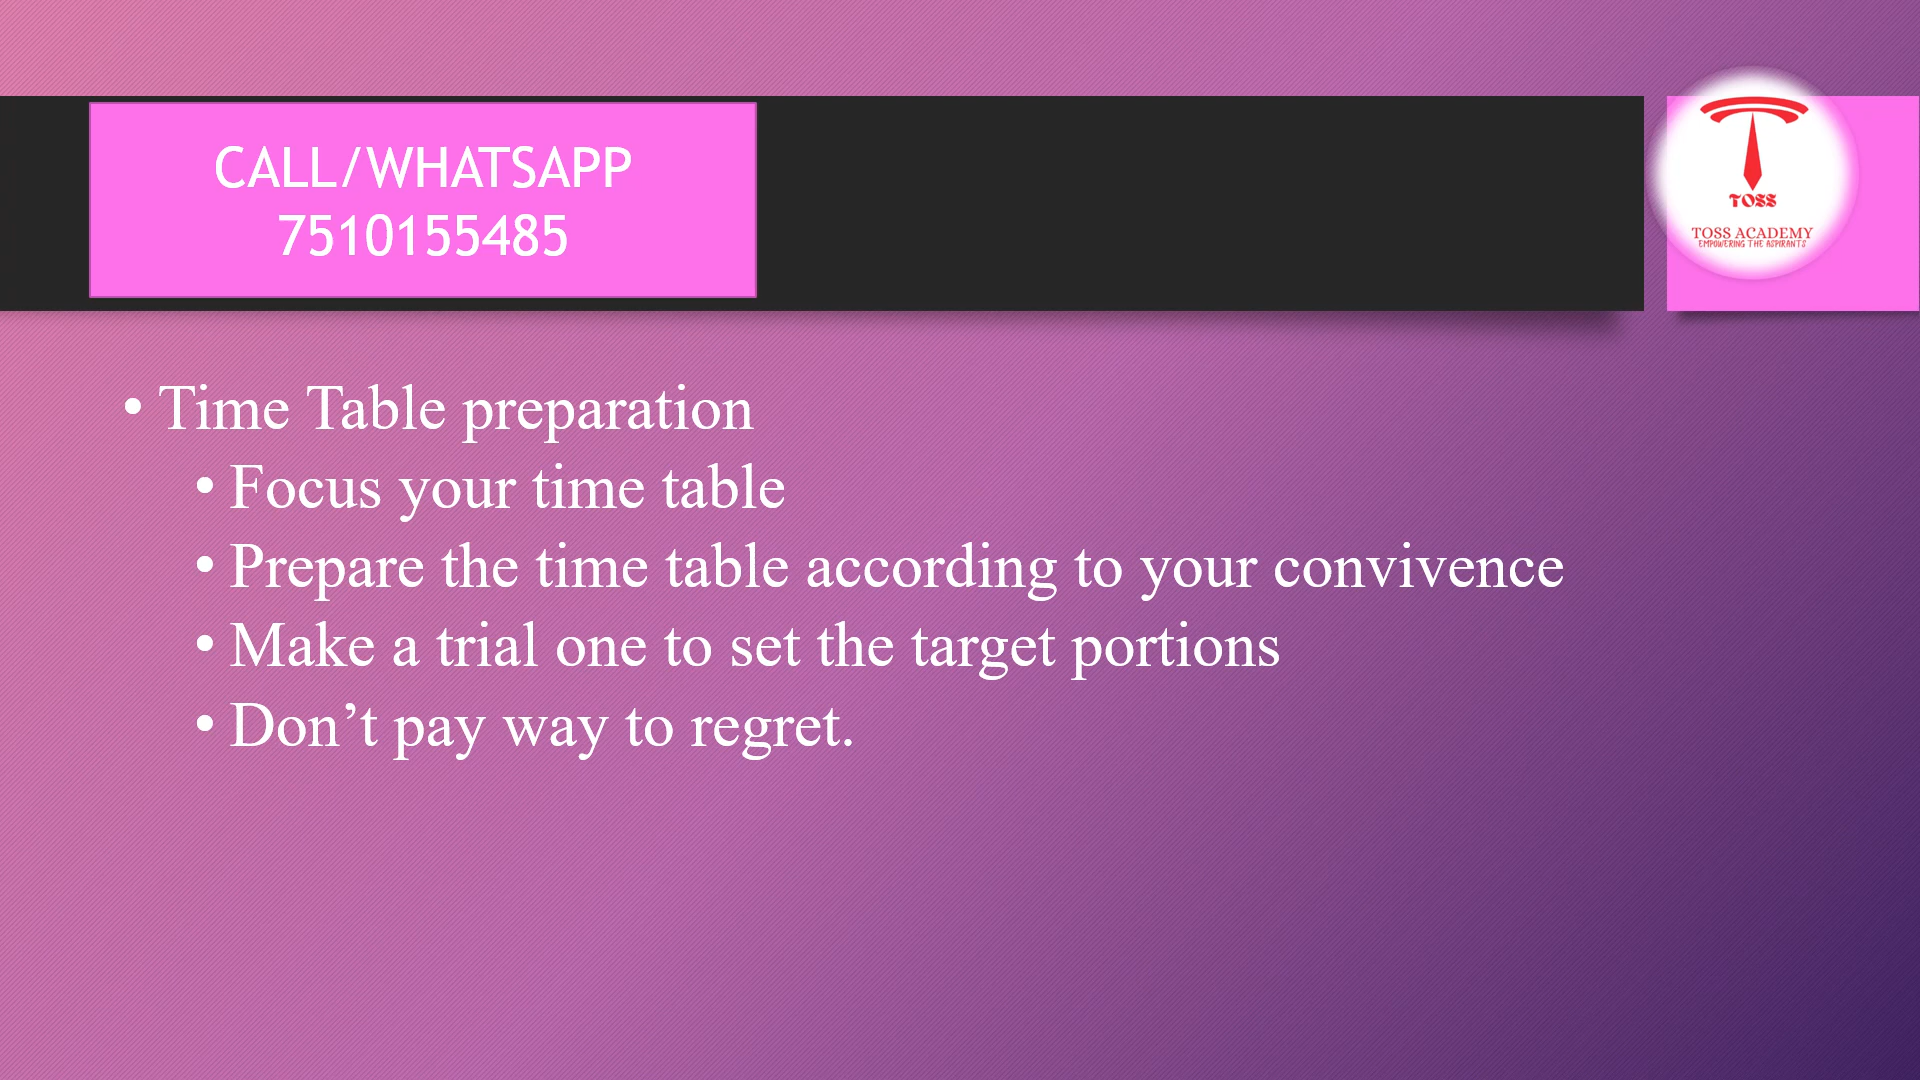 CALL/WHATSAPP
7510155485
TOSS
TOSS ACADEMY
EMPOWERING THE ASPIRANTS
• Time Table preparation
• Focus your time table
• Prepare the time table according to your convivence
• Make a trial one to set the target portions
• Don’t pay way to regret.